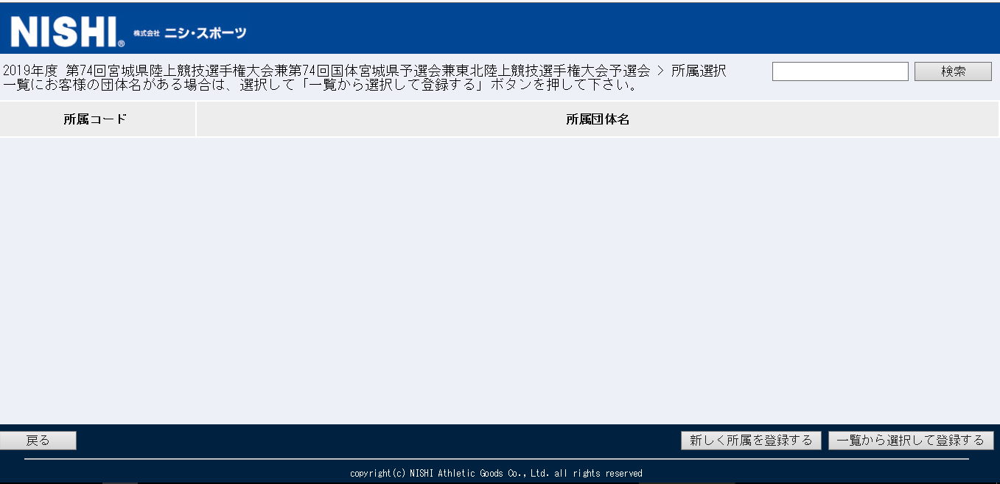 NISHI® 株式会社 ニシ・スポーツ
2019年度 第74回宮城県陸上競技選手権大会兼第74回国体宮城県予選会兼東北陸上競技選手権大会予選会 > 所属選択
検索
一覧にお客様の団体名がある場合は、選択して「一覧から選択して登録する」ボタンを押して下さい。
所属コード 所属団体名
戻る 新しく所属を登録する 一覧から選択して登録する
copyright(c) NISHI Athletic Goods Co., Ltd. all rights reserved